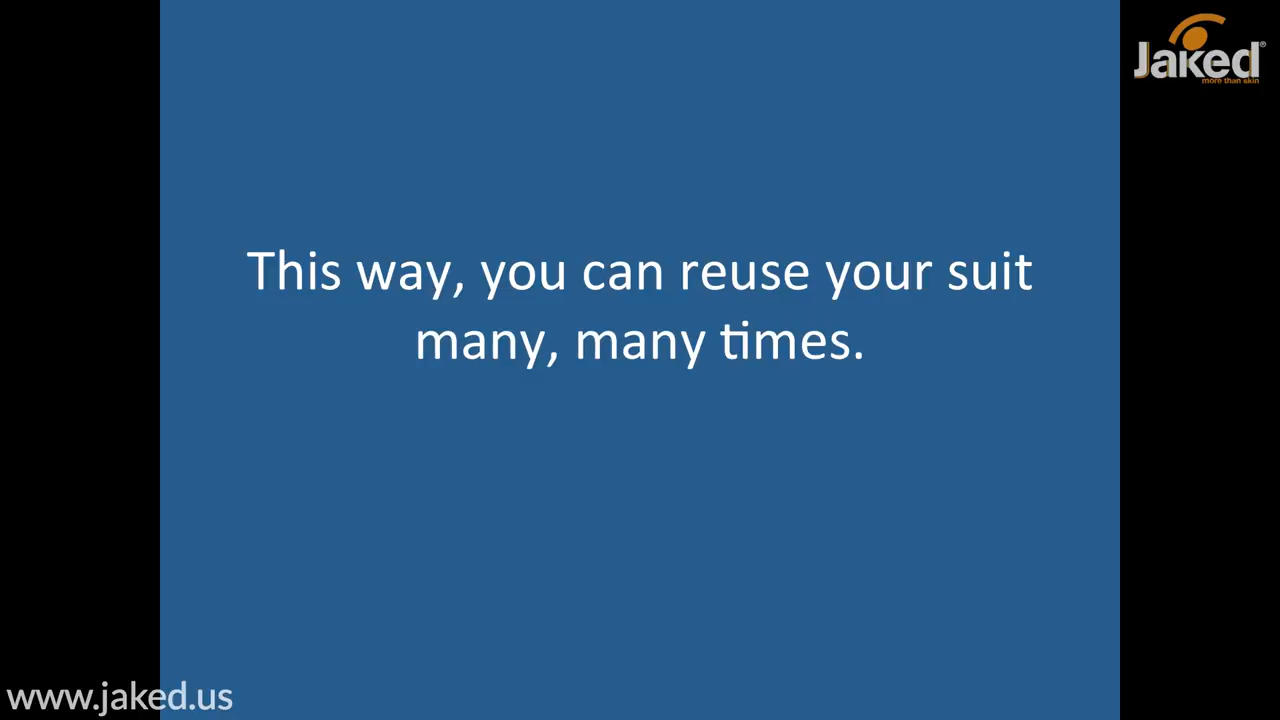 Jaked®
more than skin
This way, you can reuse your suit
many, many times.
www.jaked.us